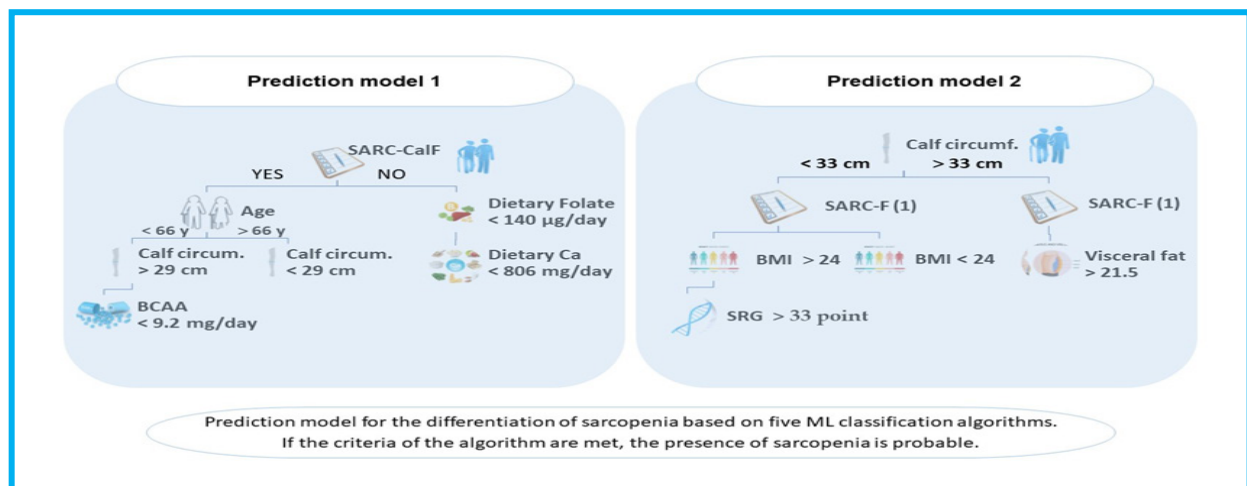 Prediction model 1
SARC-CalF
YES
NO
Age
< 66 y
> 66 y
Calf circum.
> 29 cm
Calf circum.
< 29 cm
BCAA
< 9.2 mg/day
Dietary Folate
< 140 µg/day
Dietary Ca
< 806 mg/day
Prediction model 2
Calf circumf.
< 33 cm
> 33 cm
SARC-F (1)
SARC-F (1)
BMI > 24
BMI < 24
Visceral fat
> 21.5
SRG > 33 point
Prediction model for the differentiation of sarcopenia based on five ML classification algorithms.
If the criteria of the algorithm are met, the presence of sarcopenia is probable.